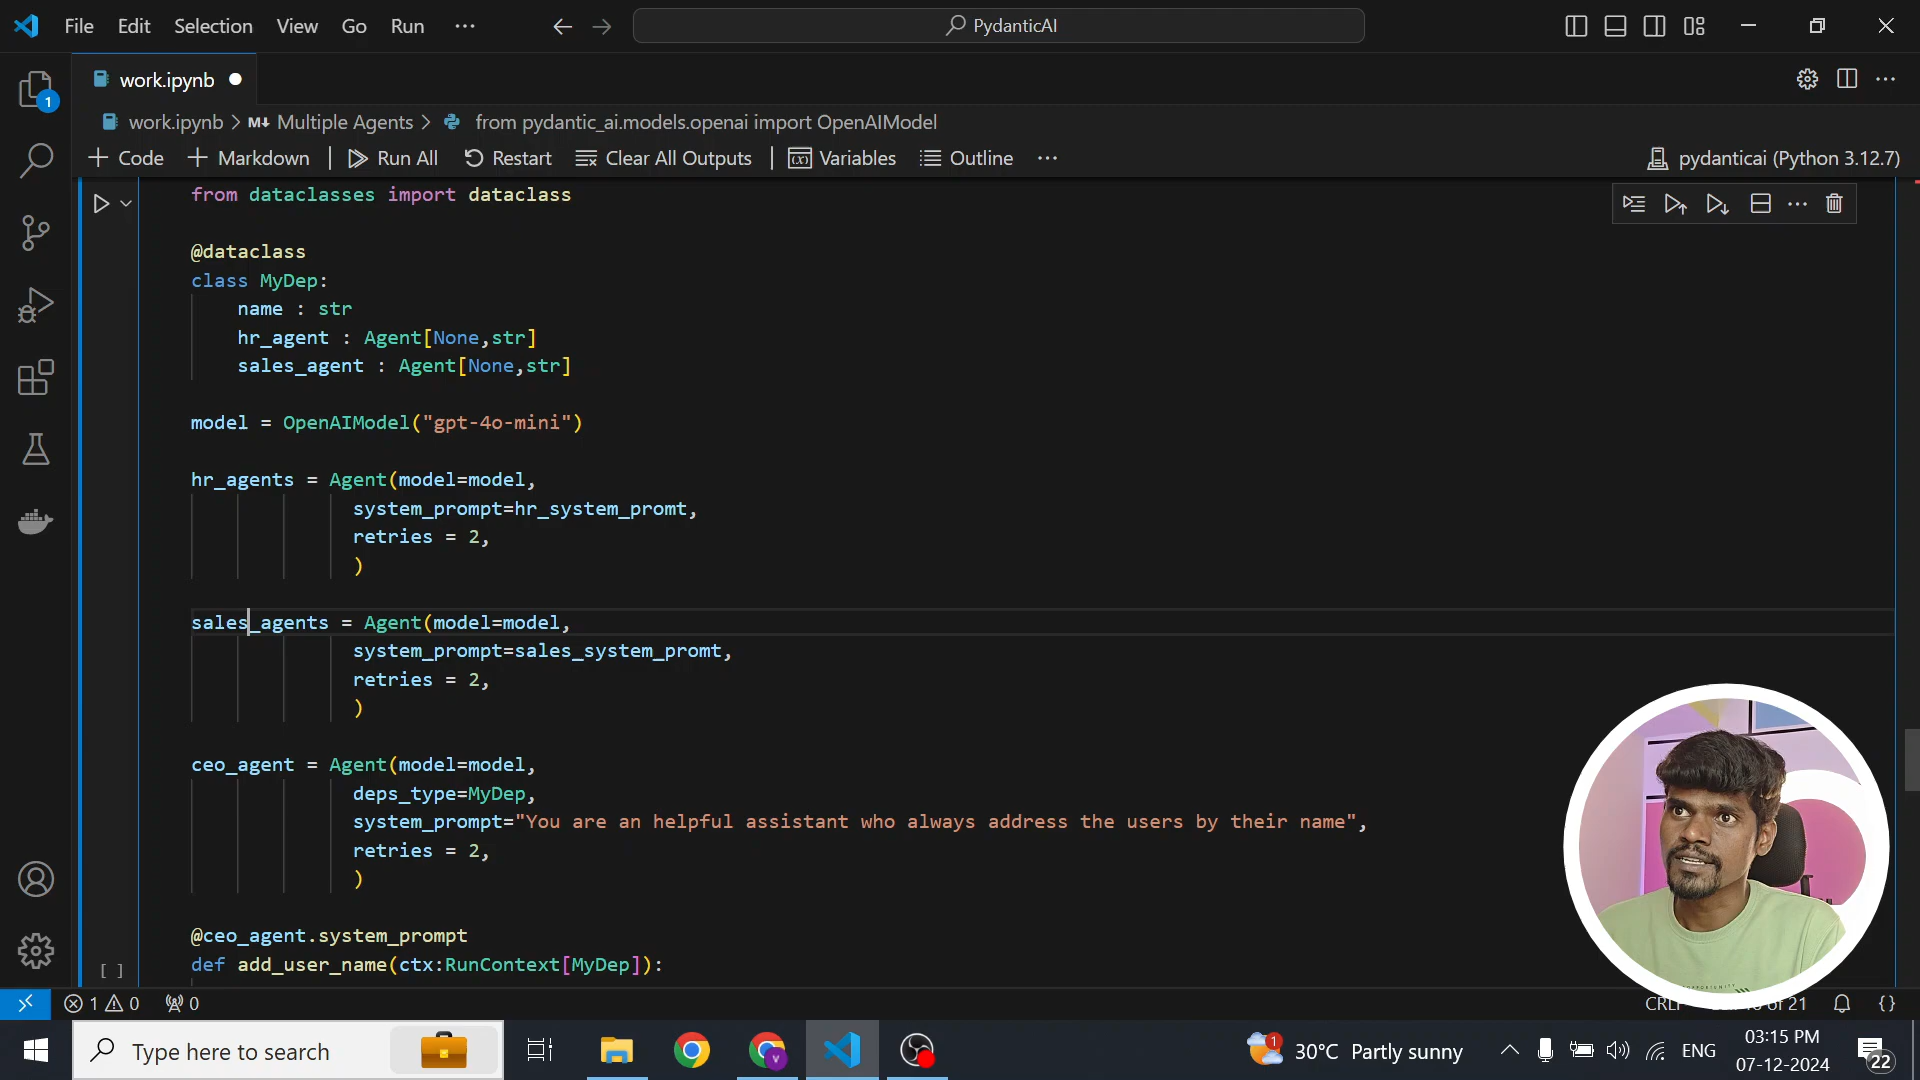 File Edit Selection View Go Run ··· PydanticAI
work.ipynb
work.ipynb > M↓ Multiple Agents > from pydantic_ai.models.openai import OpenAIModel
+ Code + Markdown Run All Restart Clear All Outputs Variables Outline ··· pydanticai (Python 3.12.7)
from dataclasses import dataclass
@dataclass
class MyDep:
name : str
hr_agent : Agent[None,str]
sales_agent : Agent[None,str]
model = OpenAIModel("gpt-4o-mini")
hr_agents = Agent(model=model,
system_prompt=hr_system_promt,
retries = 2,
)
sales_agents = Agent(model=model,
system_prompt=sales_system_promt,
retries = 2,
)
ceo_agent = Agent(model=model,
deps_type=MyDep,
system_prompt="You are an helpful assistant who always address the users by their name",
retries = 2,
)
@ceo_agent.system_prompt
def add_user_name(ctx:RunContext[MyDep]):
[ ]
1
1 0 0 of 21 {}
Type here to search
1 30°C Partly sunny ENG 03:15 PM
07-12-2024
22